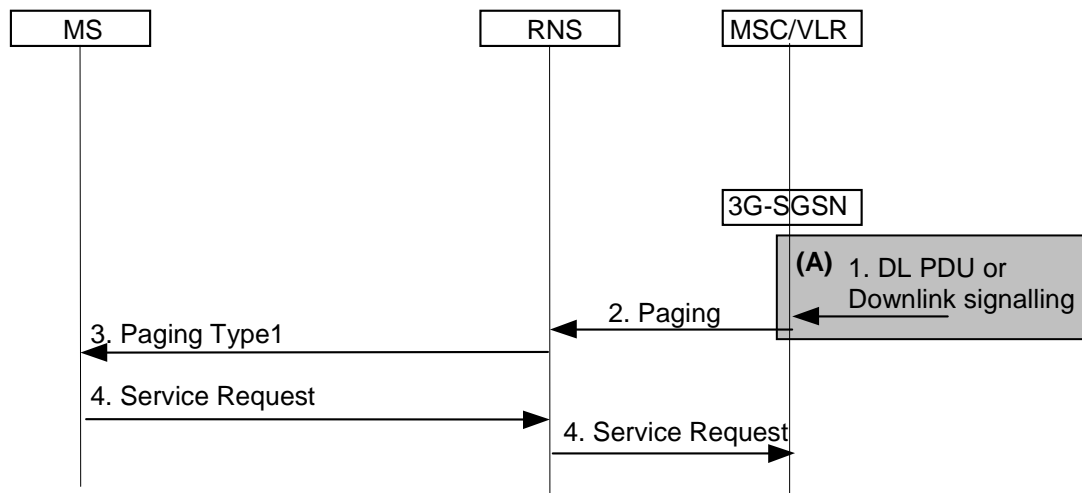 MS
RNS
MSC/VLR
3G-SGSN
(A) 1. DL PDU or
Downlink signalling
2. Paging
3. Paging Type1
4. Service Request
4. Service Request